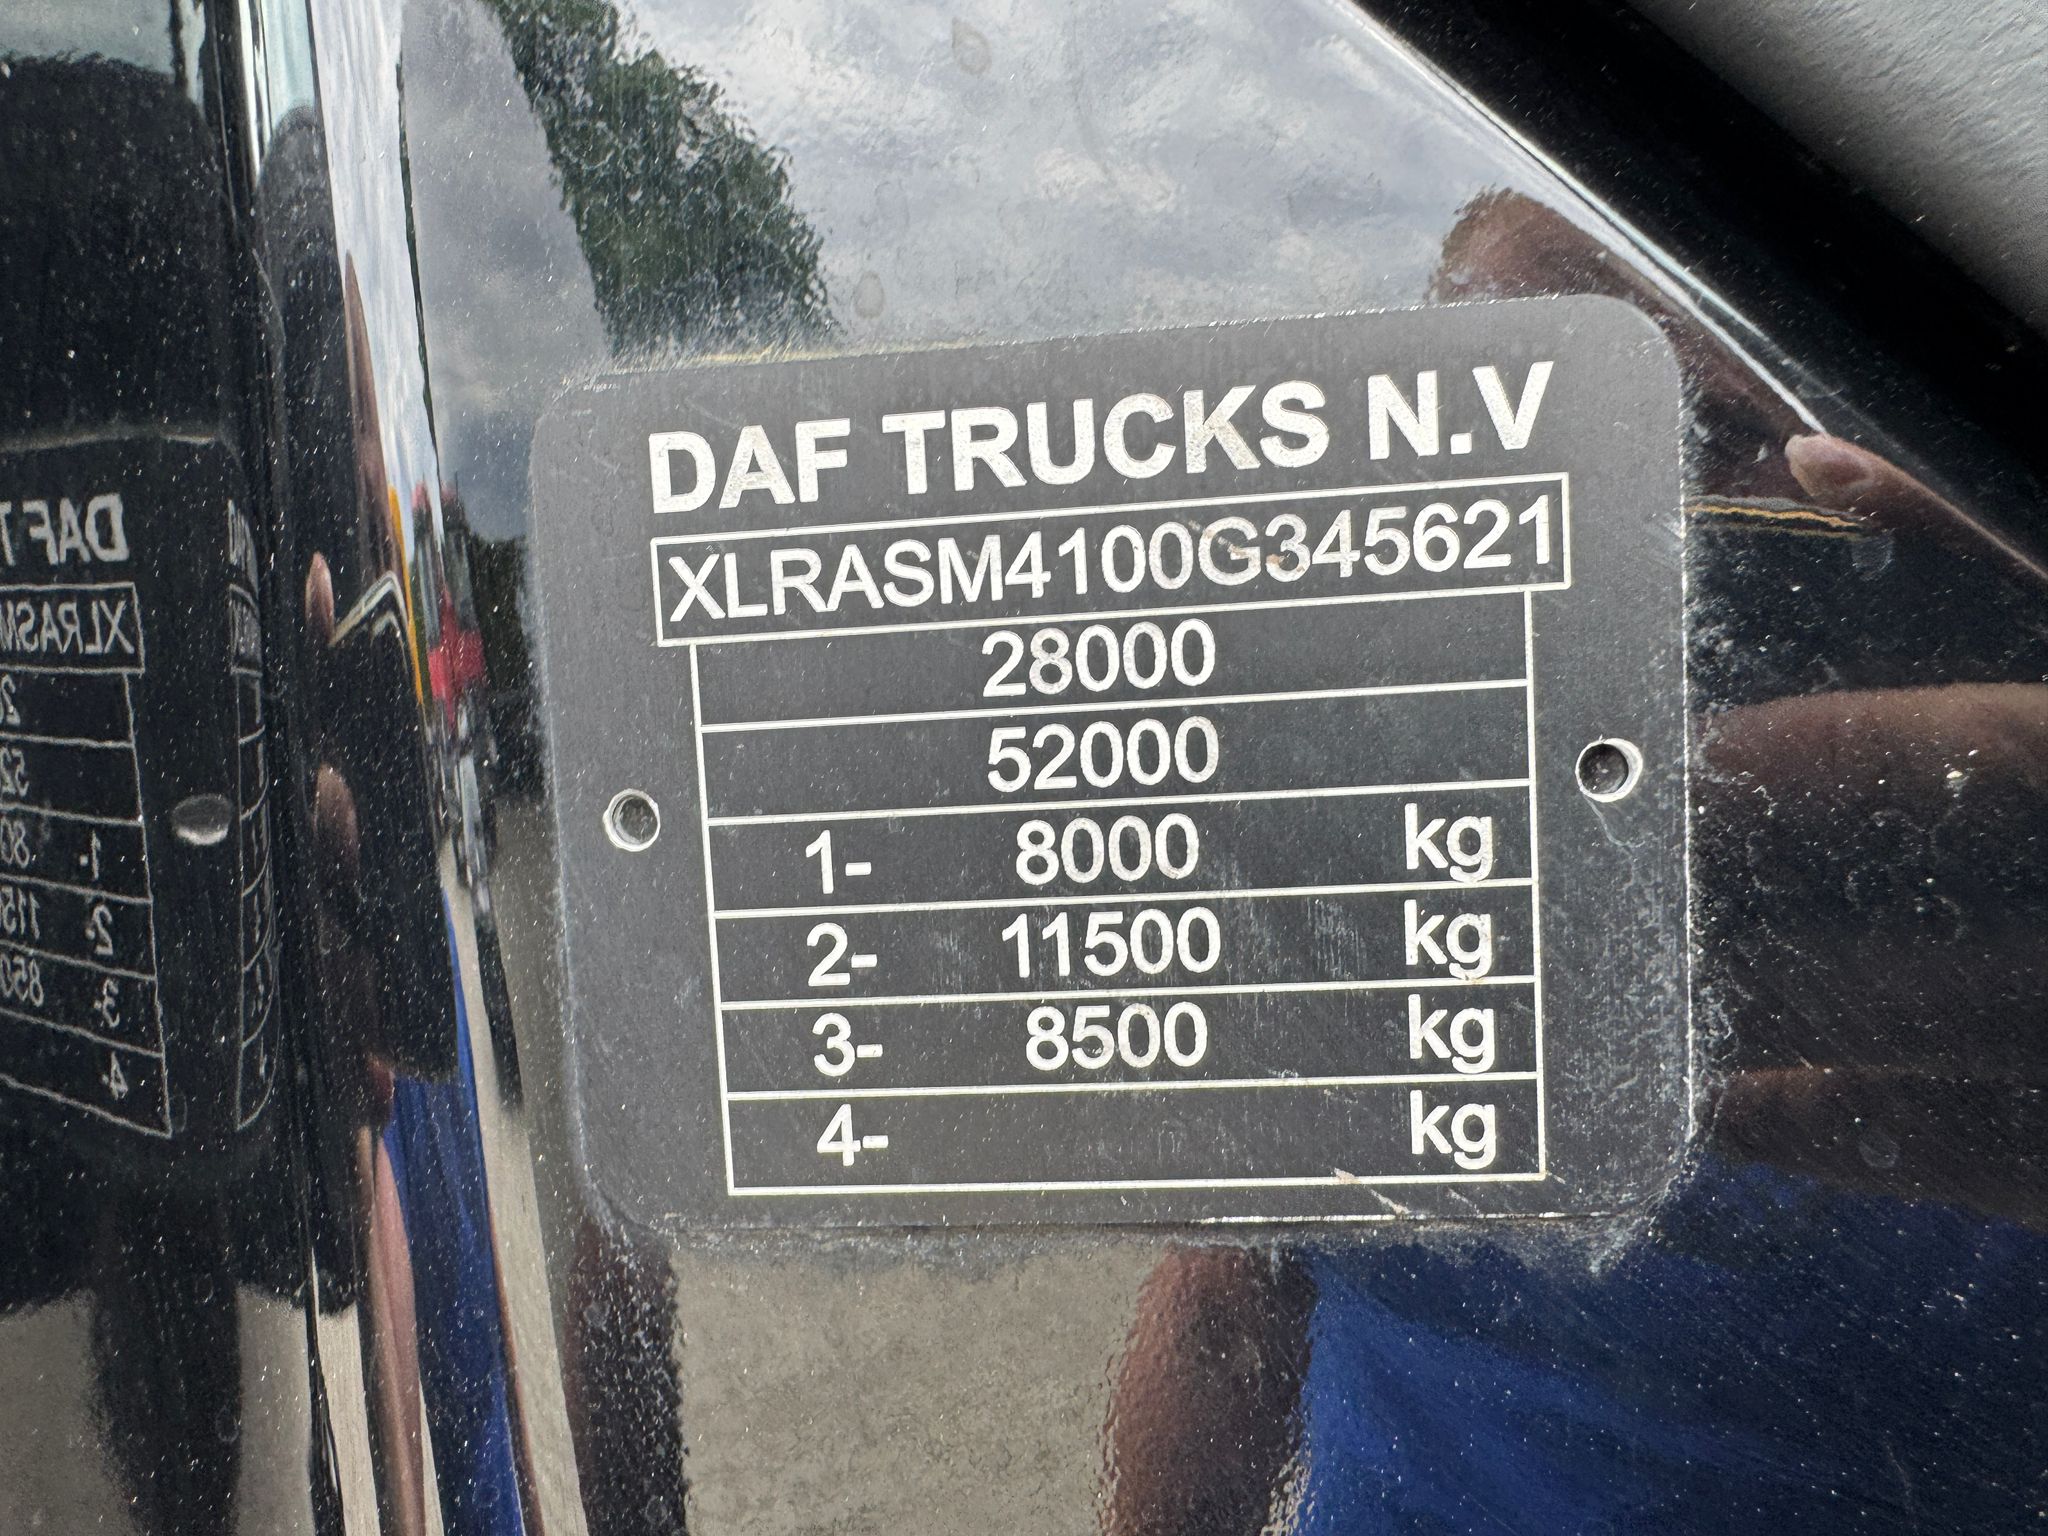 DAF TRUCKS N.V
XLRASM4100G345621
28000
52000
1- 8000 kg
2- 11500 kg
3- 8500 kg
4- kg